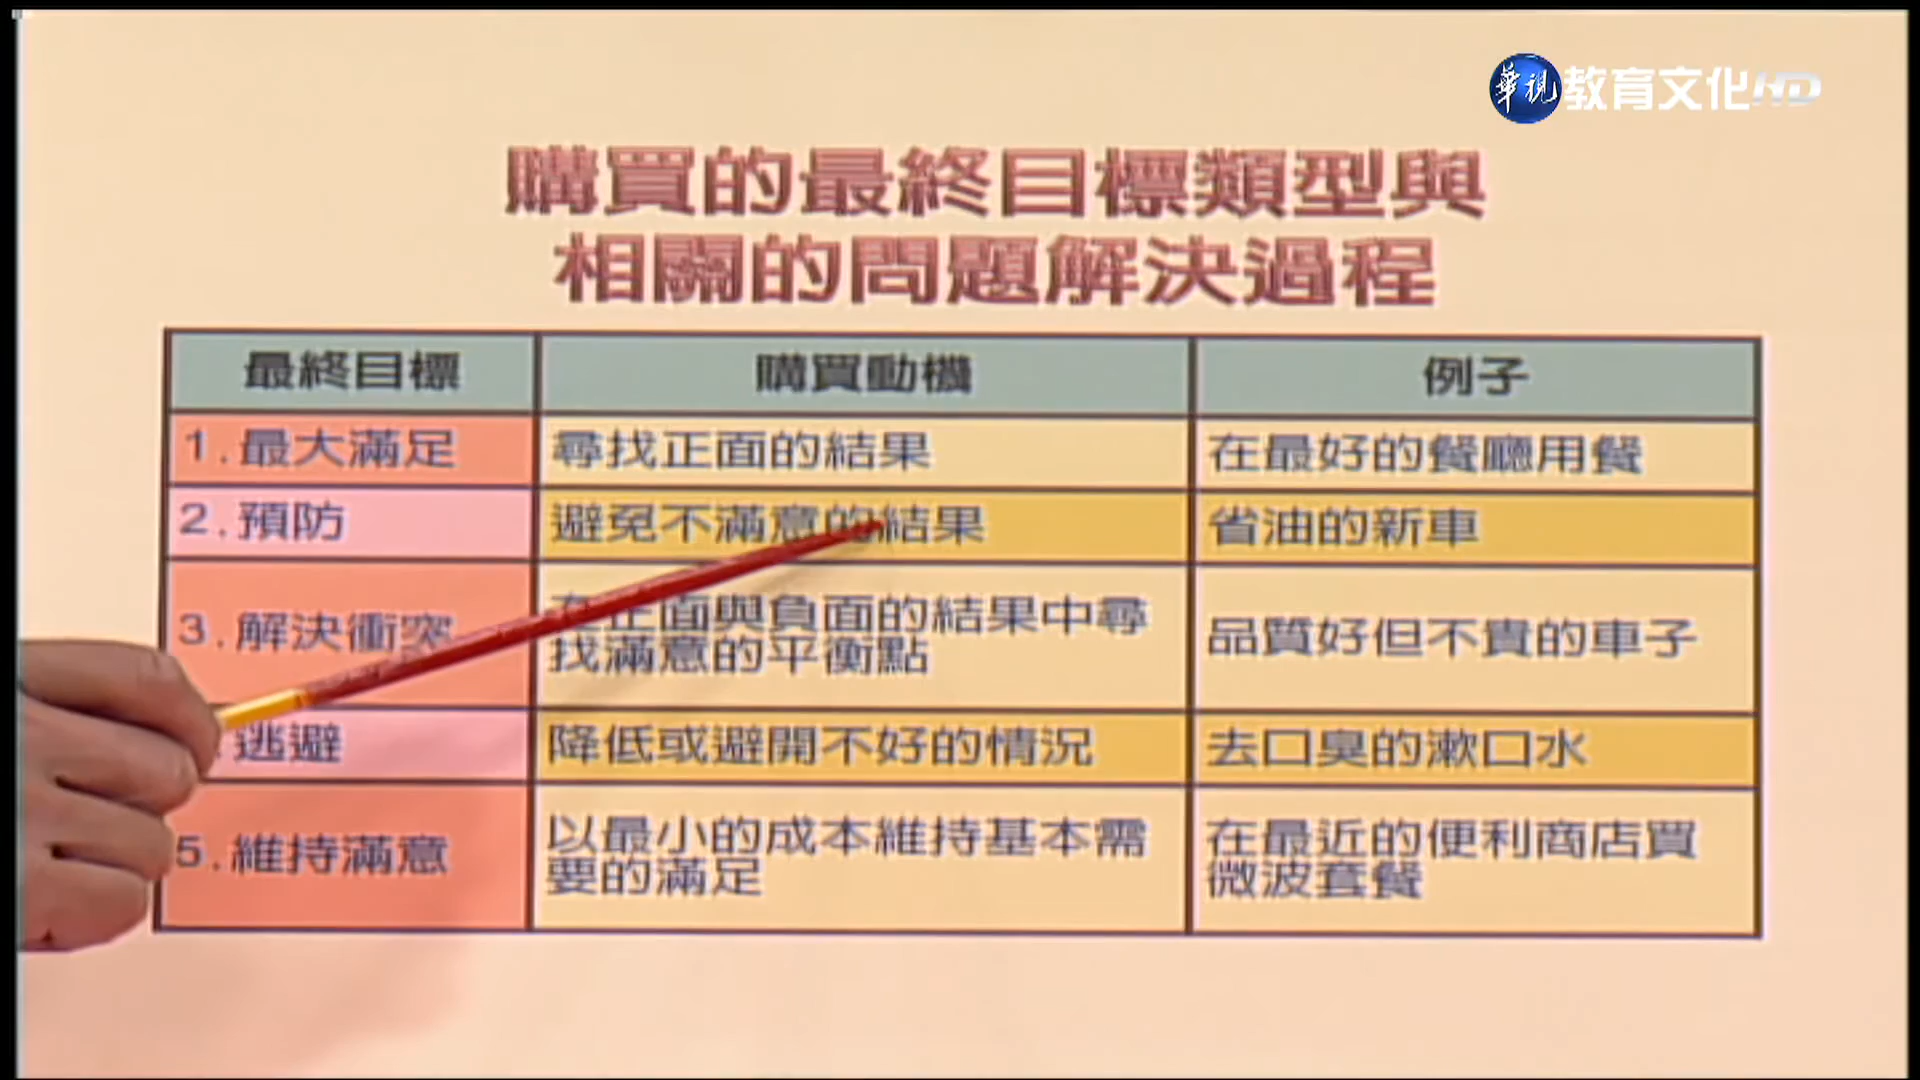 華視 教育文化HD
購買的最終目標類型與
相關的問題解決過程
最終目標 購買動機 例子
1.最大滿足 尋找正面的結果 在最好的餐廳用餐
2.預防 避免不滿意的結果 省油的新車
3.解決衝突 在正面與負面的結果中尋
找滿意的平衡點
品質好但不貴的車子
逃避 降低或避開不好的情況 去口臭的漱口水
5.維持滿意 以最小的成本維持基本需
要的滿足
在最近的便利商店買
微波套餐